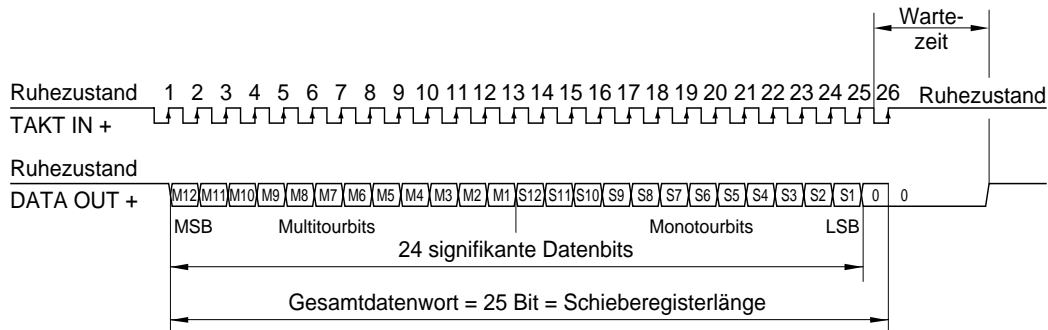 Warte-
zeit
Ruhezustand 1 2 3 4 5 6 7 8 9 10 11 12 13 14 15 16 17 18 19 20 21 22 23 24 25 26 Ruhezustand
TAKT IN +
Ruhezustand
DATA OUT + M12 M11 M10 M9 M8 M7 M6 M5 M4 M3 M2 M1 S12 S11 S10 S9 S8 S7 S6 S5 S4 S3 S2 S1 0 0
MSB Multitourbits Monotourbits LSB
24 signifikante Datenbits
Gesamtdatenwort = 25 Bit = Schieberegisterlänge